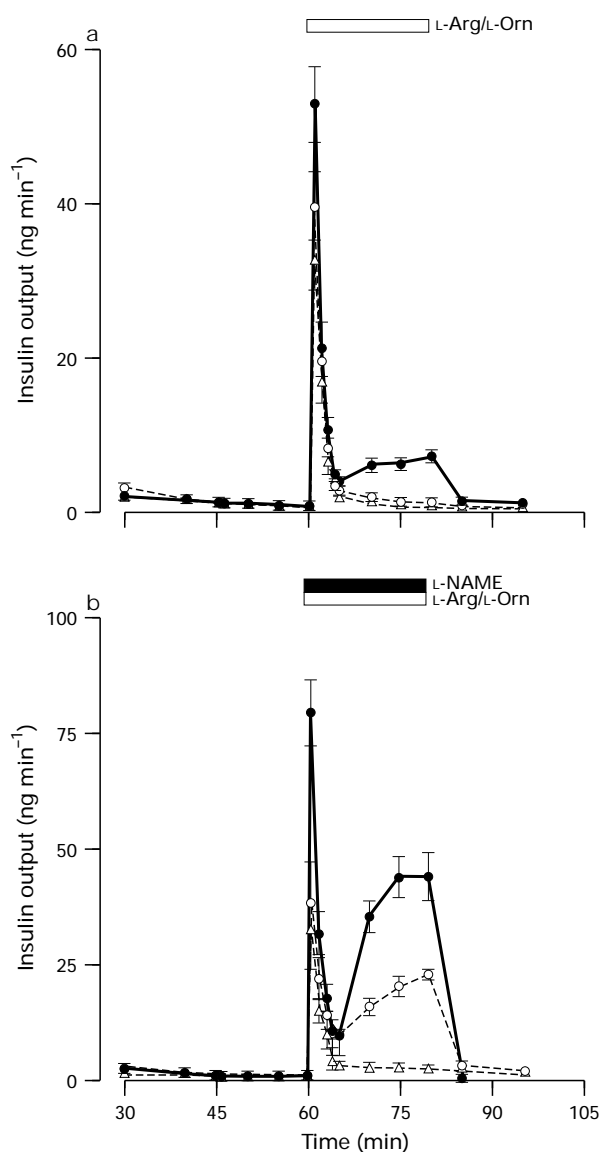 L-Arg/L-Orn
a
60
40
20
0
Insulin output (ng min⁻¹)
L-NAME
L-Arg/L-Orn
b
100
75
50
25
0
Insulin output (ng min⁻¹)
30 45 60 75 90 105
Time (min)